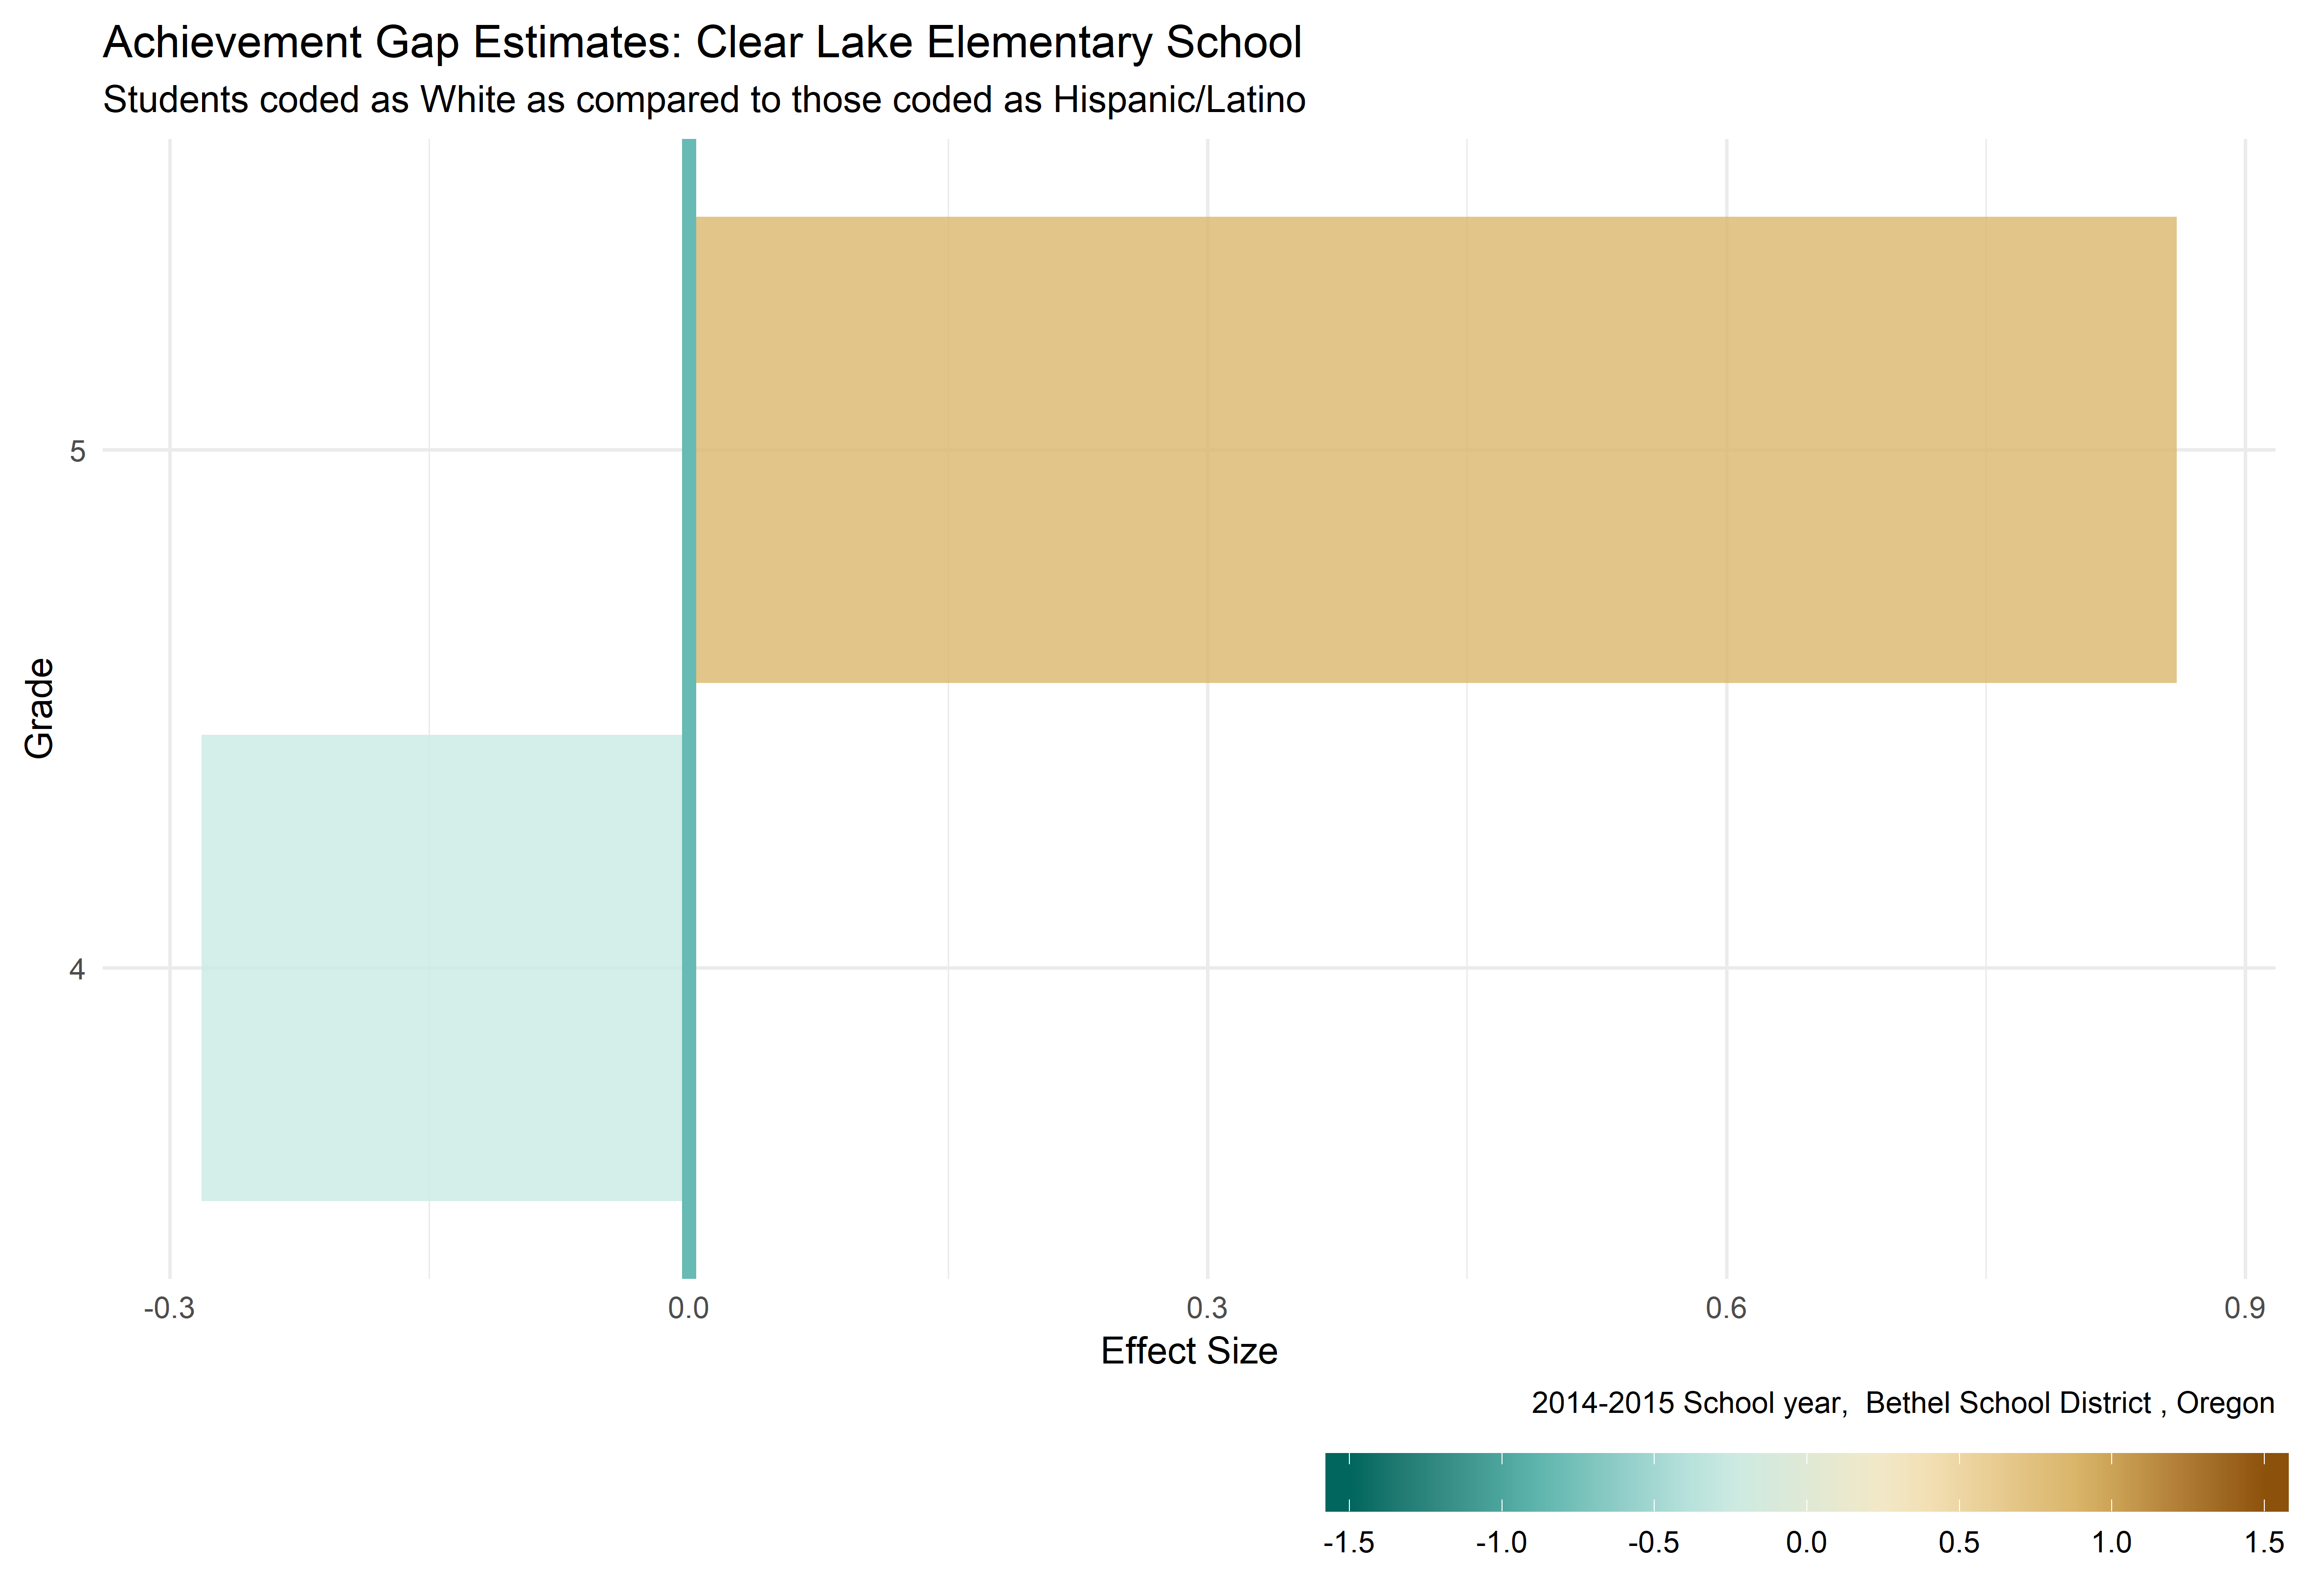 Achievement Gap Estimates: Clear Lake Elementary School
Students coded as White as compared to those coded as Hispanic/Latino
5
Grade
4
-0.3 0.0 0.3 0.6 0.9
Effect Size
2014-2015 School year,  Bethel School District , Oregon
-1.5 -1.0 -0.5 0.0 0.5 1.0 1.5